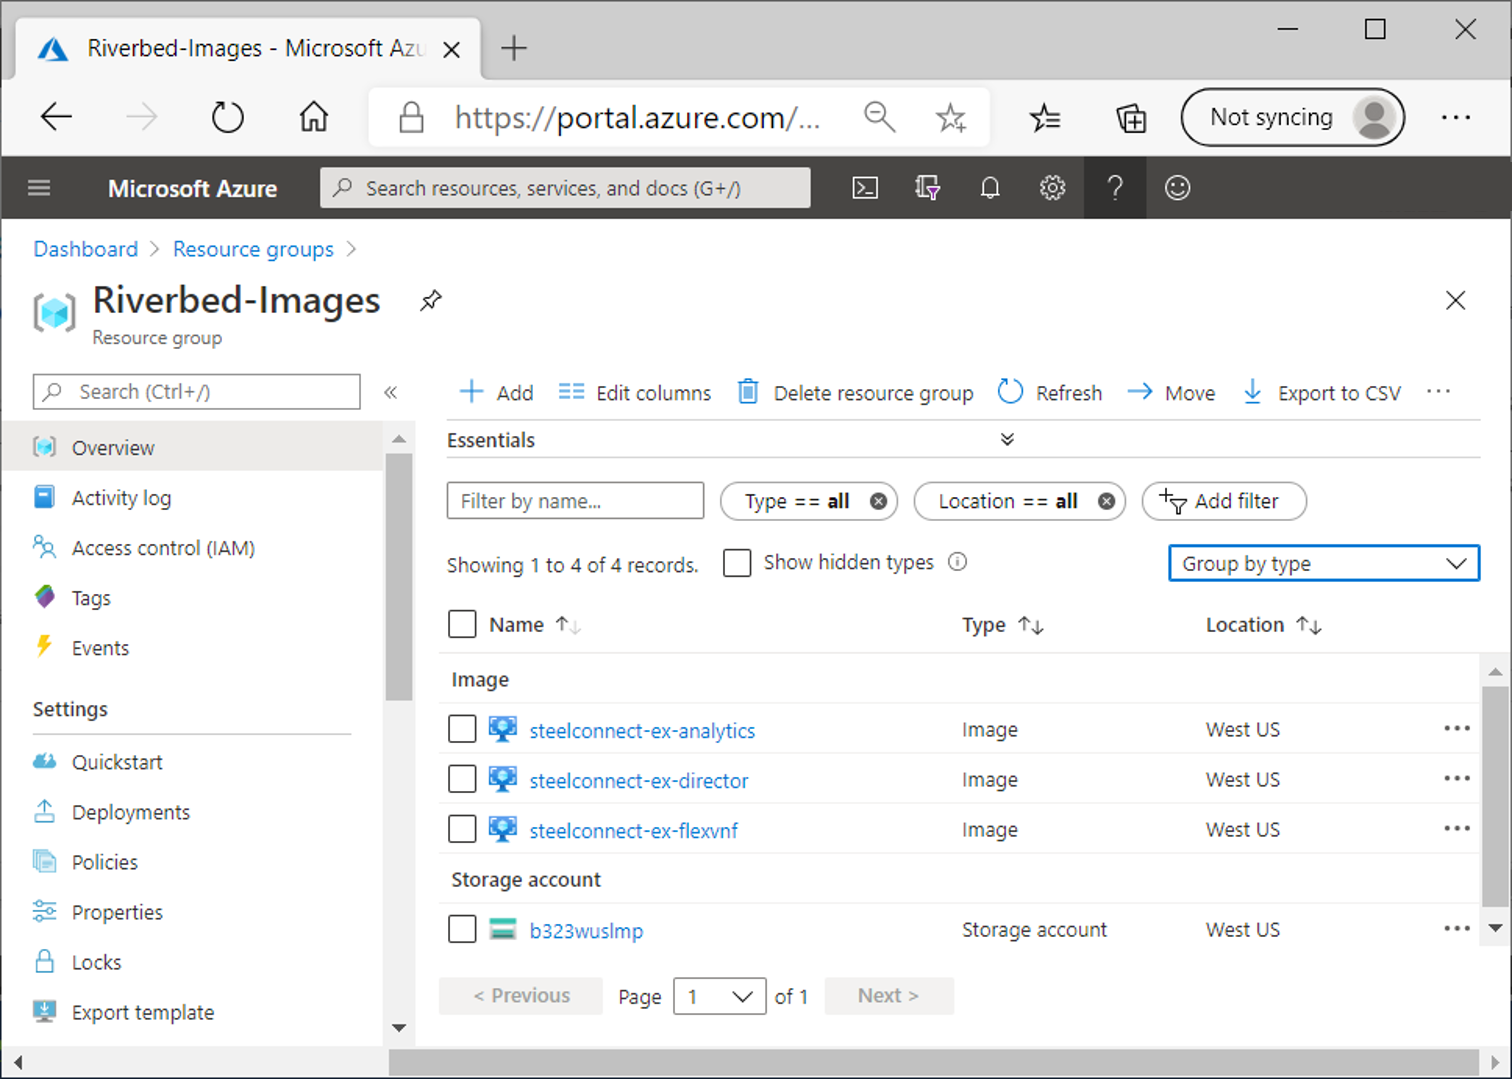 Riverbed-Images - Microsoft Azu
https://portal.azure.com/...
Not syncing
Microsoft Azure
Search resources, services, and docs (G+/)
Dashboard > Resource groups >
Riverbed-Images
Resource group
Search (Ctrl+/)
«
Add
Edit columns
Delete resource group
Refresh
Move
Export to CSV
Overview
Activity log
Access control (IAM)
Tags
Events
Settings
Quickstart
Deployments
Policies
Properties
Locks
Export template
Essentials
Filter by name...
Type == all
Location == all
Add filter
Showing 1 to 4 of 4 records.
Show hidden types
Group by type
Name Type Location
Image
steelconnect-ex-analytics Image West US
steelconnect-ex-director Image West US
steelconnect-ex-flexvnf Image West US
Storage account
b323wuslmp Storage account West US
< Previous Page 1 of 1 Next >